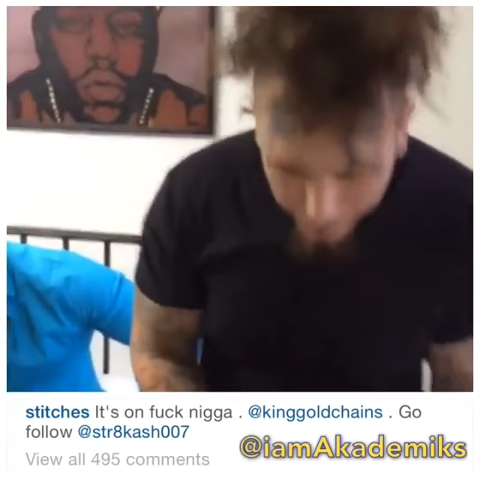 stitches It's on fuck nigga . @kinggoldchains . Go
follow @str8kash007
View all 495 comments
@iamAkademiks